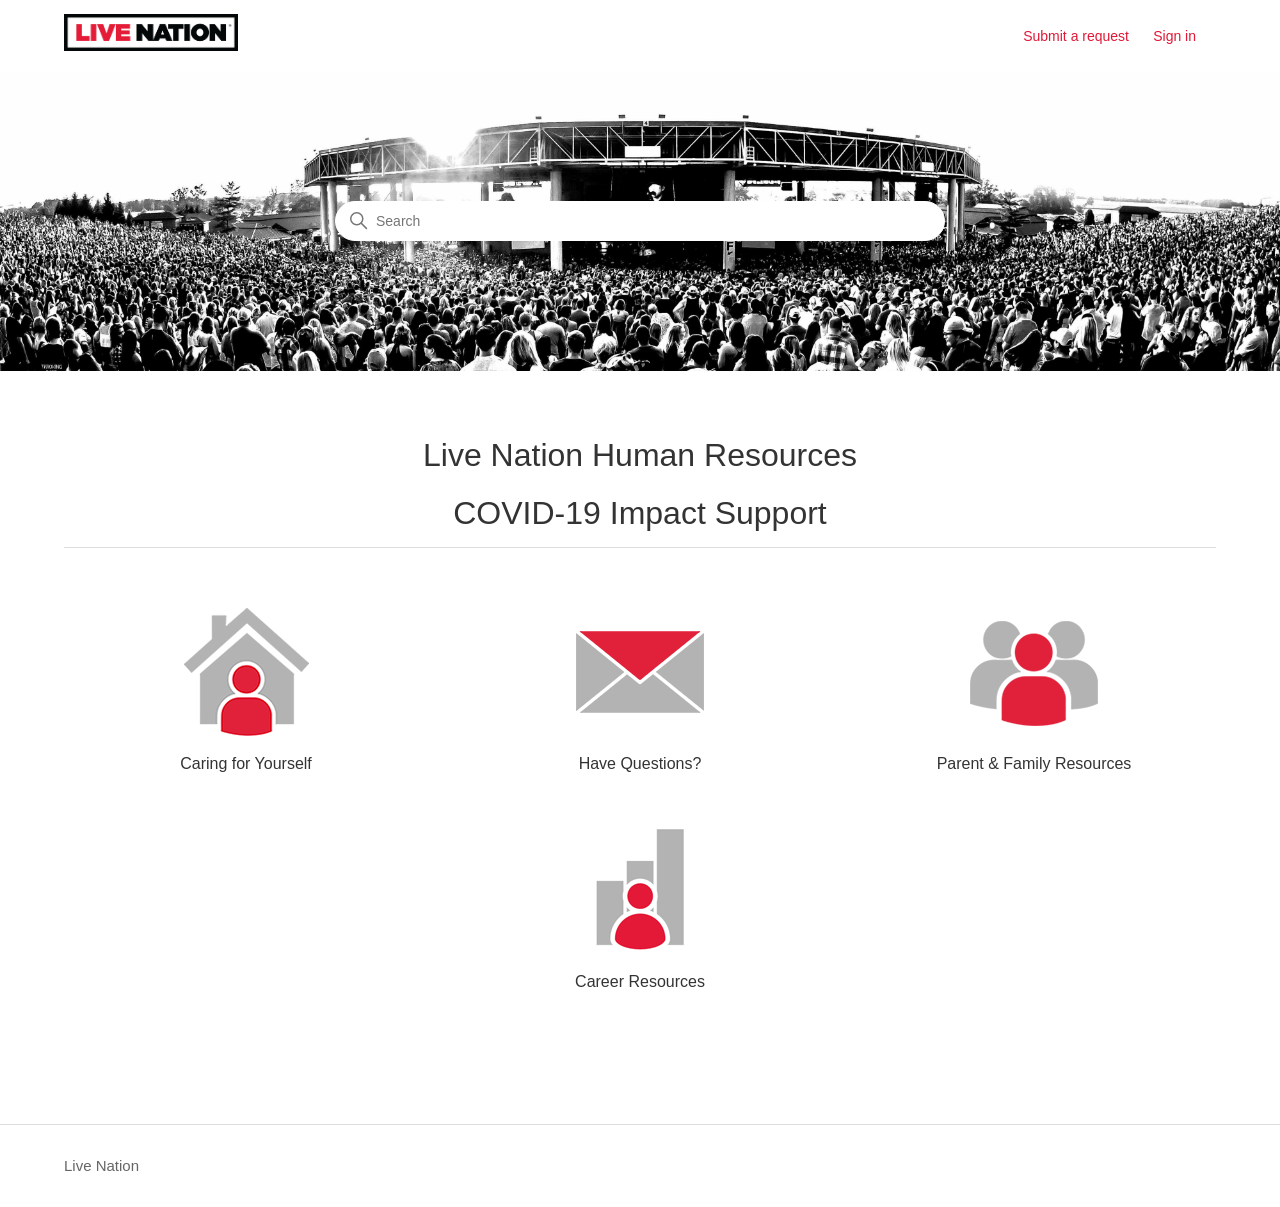 LIVE NATION
Submit a request
Sign in
Search
Live Nation Human Resources
COVID-19 Impact Support
Caring for Yourself
Have Questions?
Parent & Family Resources
Career Resources
Live Nation